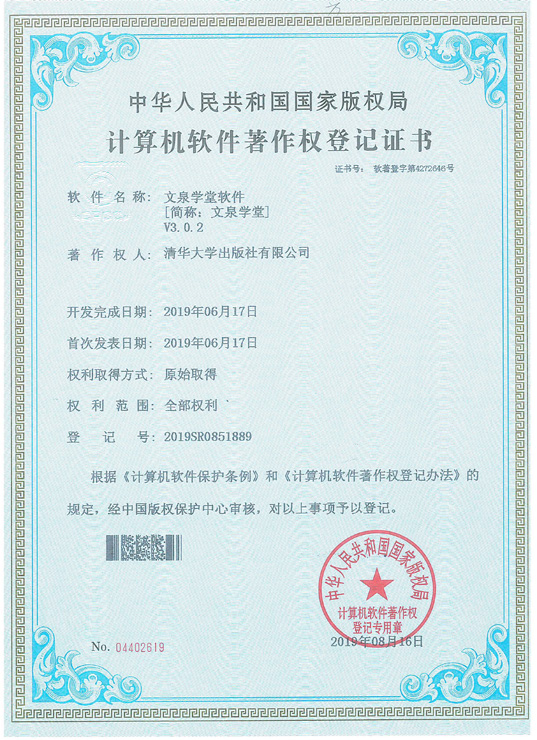 中华人民共和国国家版权局
计算机软件著作权登记证书
证书号： 软著登字第4272646号
软件名称： 文泉学堂软件
[简称：文泉学堂]
V3.0.2
著作权人： 清华大学出版社有限公司
开发完成日期： 2019年06月17日
首次发表日期： 2019年06月17日
权利取得方式： 原始取得
权利范围： 全部权利
登记号： 2019SR0851889
根据《计算机软件保护条例》和《计算机软件著作权登记办法》的
规定，经中国版权保护中心审核，对以上事项予以登记。
中华人民共和国国家版权局
计算机软件著作权
登记专用章
No. 04402619
2019年08月16日